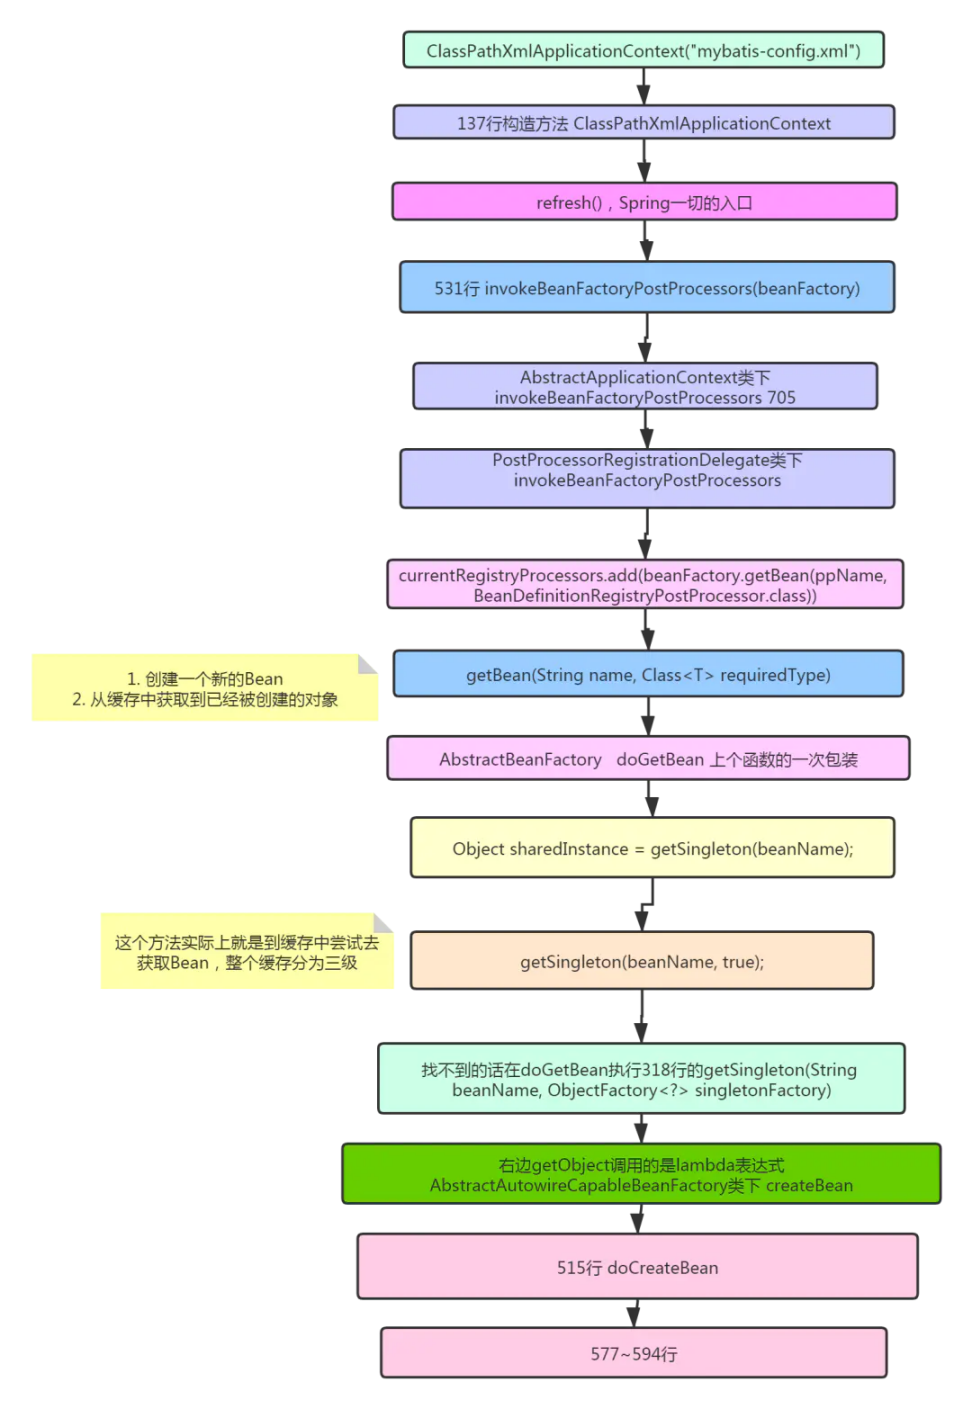 ClassPathXmlApplicationContext("mybatis-config.xml")
137行构造方法 ClassPathXmlApplicationContext
refresh()，Spring一切的入口
531行 invokeBeanFactoryPostProcessors(beanFactory)
AbstractApplicationContext类下
invokeBeanFactoryPostProcessors 705
PostProcessorRegistrationDelegate类下
invokeBeanFactoryPostProcessors
currentRegistryProcessors.add(beanFactory.getBean(ppName,
BeanDefinitionRegistryPostProcessor.class))
1. 创建一个新的Bean
2. 从缓存中获取到已经被创建的对象
getBean(String name, Class<T> requiredType)
AbstractBeanFactory   doGetBean 上个函数的一次包装
Object sharedInstance = getSingleton(beanName);
这个方法实际上就是到缓存中尝试去
获取Bean，整个缓存分为三级
getSingleton(beanName, true);
找不到的话在doGetBean执行318行的getSingleton(String
beanName, ObjectFactory<?> singletonFactory)
右边getObject调用的是lambda表达式
AbstractAutowireCapableBeanFactory类下 createBean
515行 doCreateBean
577~594行